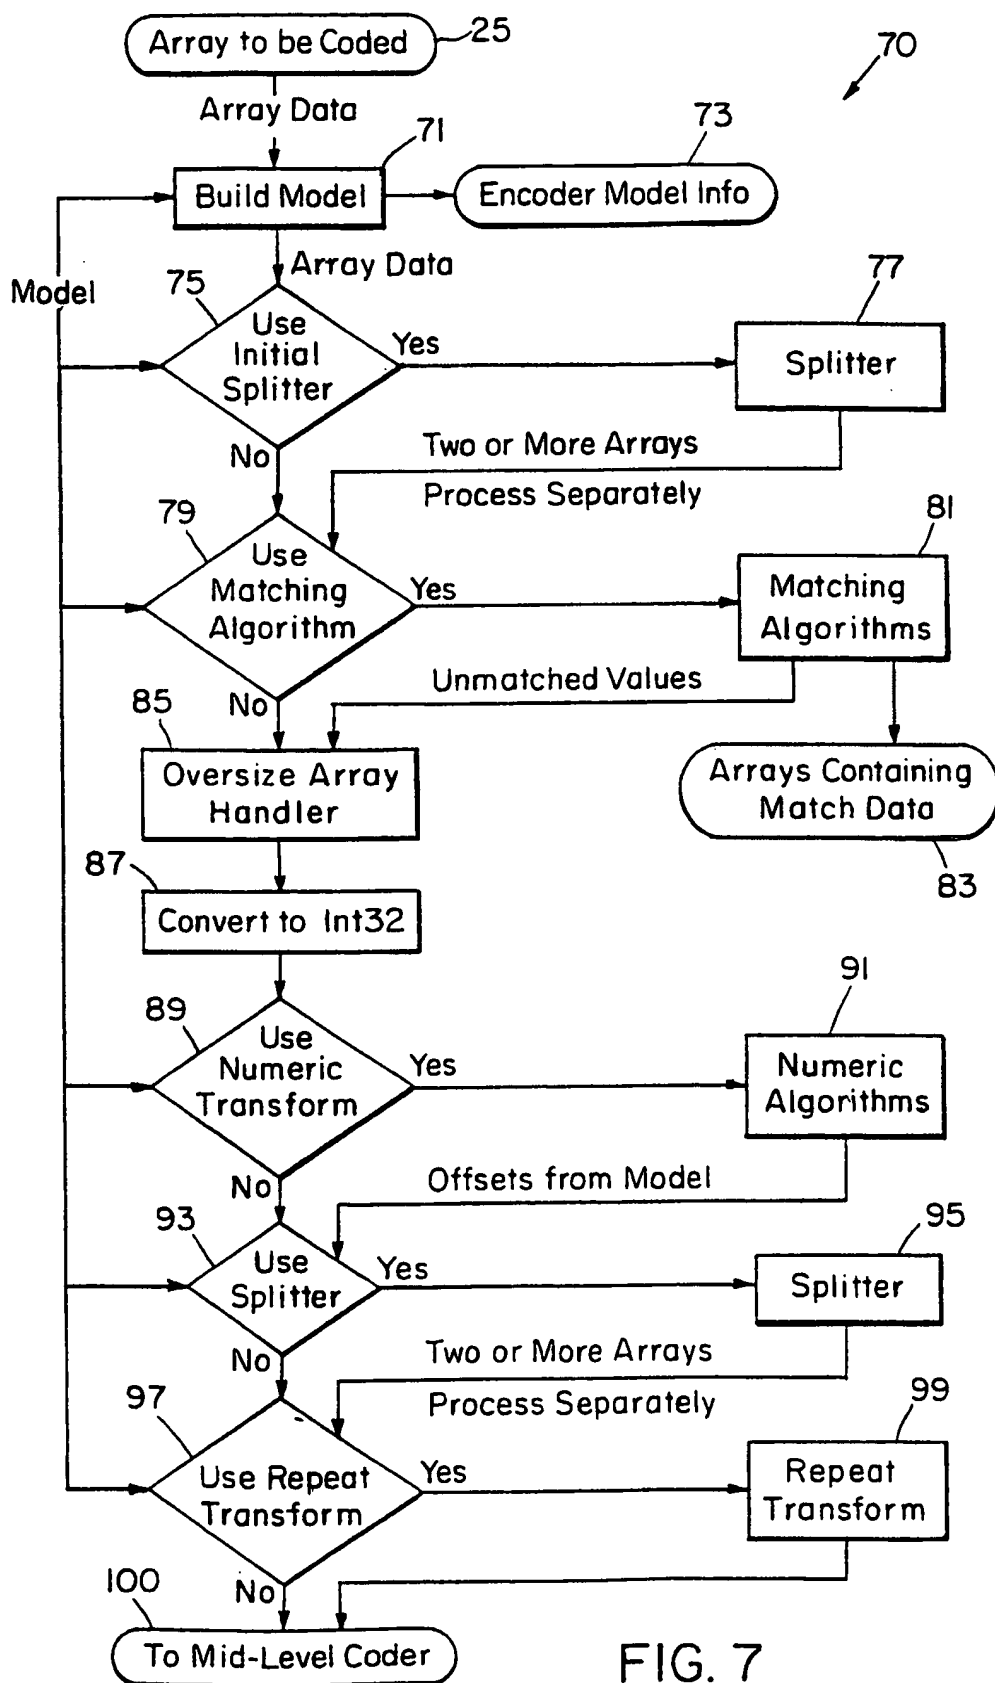 Array to be Coded
25
70
Array Data
71
73
Build Model
Encoder Model Info
Array Data
Model
75
77
Use
Initial
Splitter
Yes
Splitter
No
Two or More Arrays
Process Separately
79
81
Use
Matching
Algorithm
Yes
Matching
Algorithms
No
Unmatched Values
85
Oversize Array
Handler
Arrays Containing
Match Data
83
87
Convert to Int32
89
91
Use
Numeric
Transform
Yes
Numeric
Algorithms
No
Offsets from Model
93
95
Use
Splitter
Yes
Splitter
No
Two or More Arrays
Process Separately
97
99
Use Repeat
Transform
Yes
Repeat
Transform
100
No
To Mid-Level Coder
FIG. 7